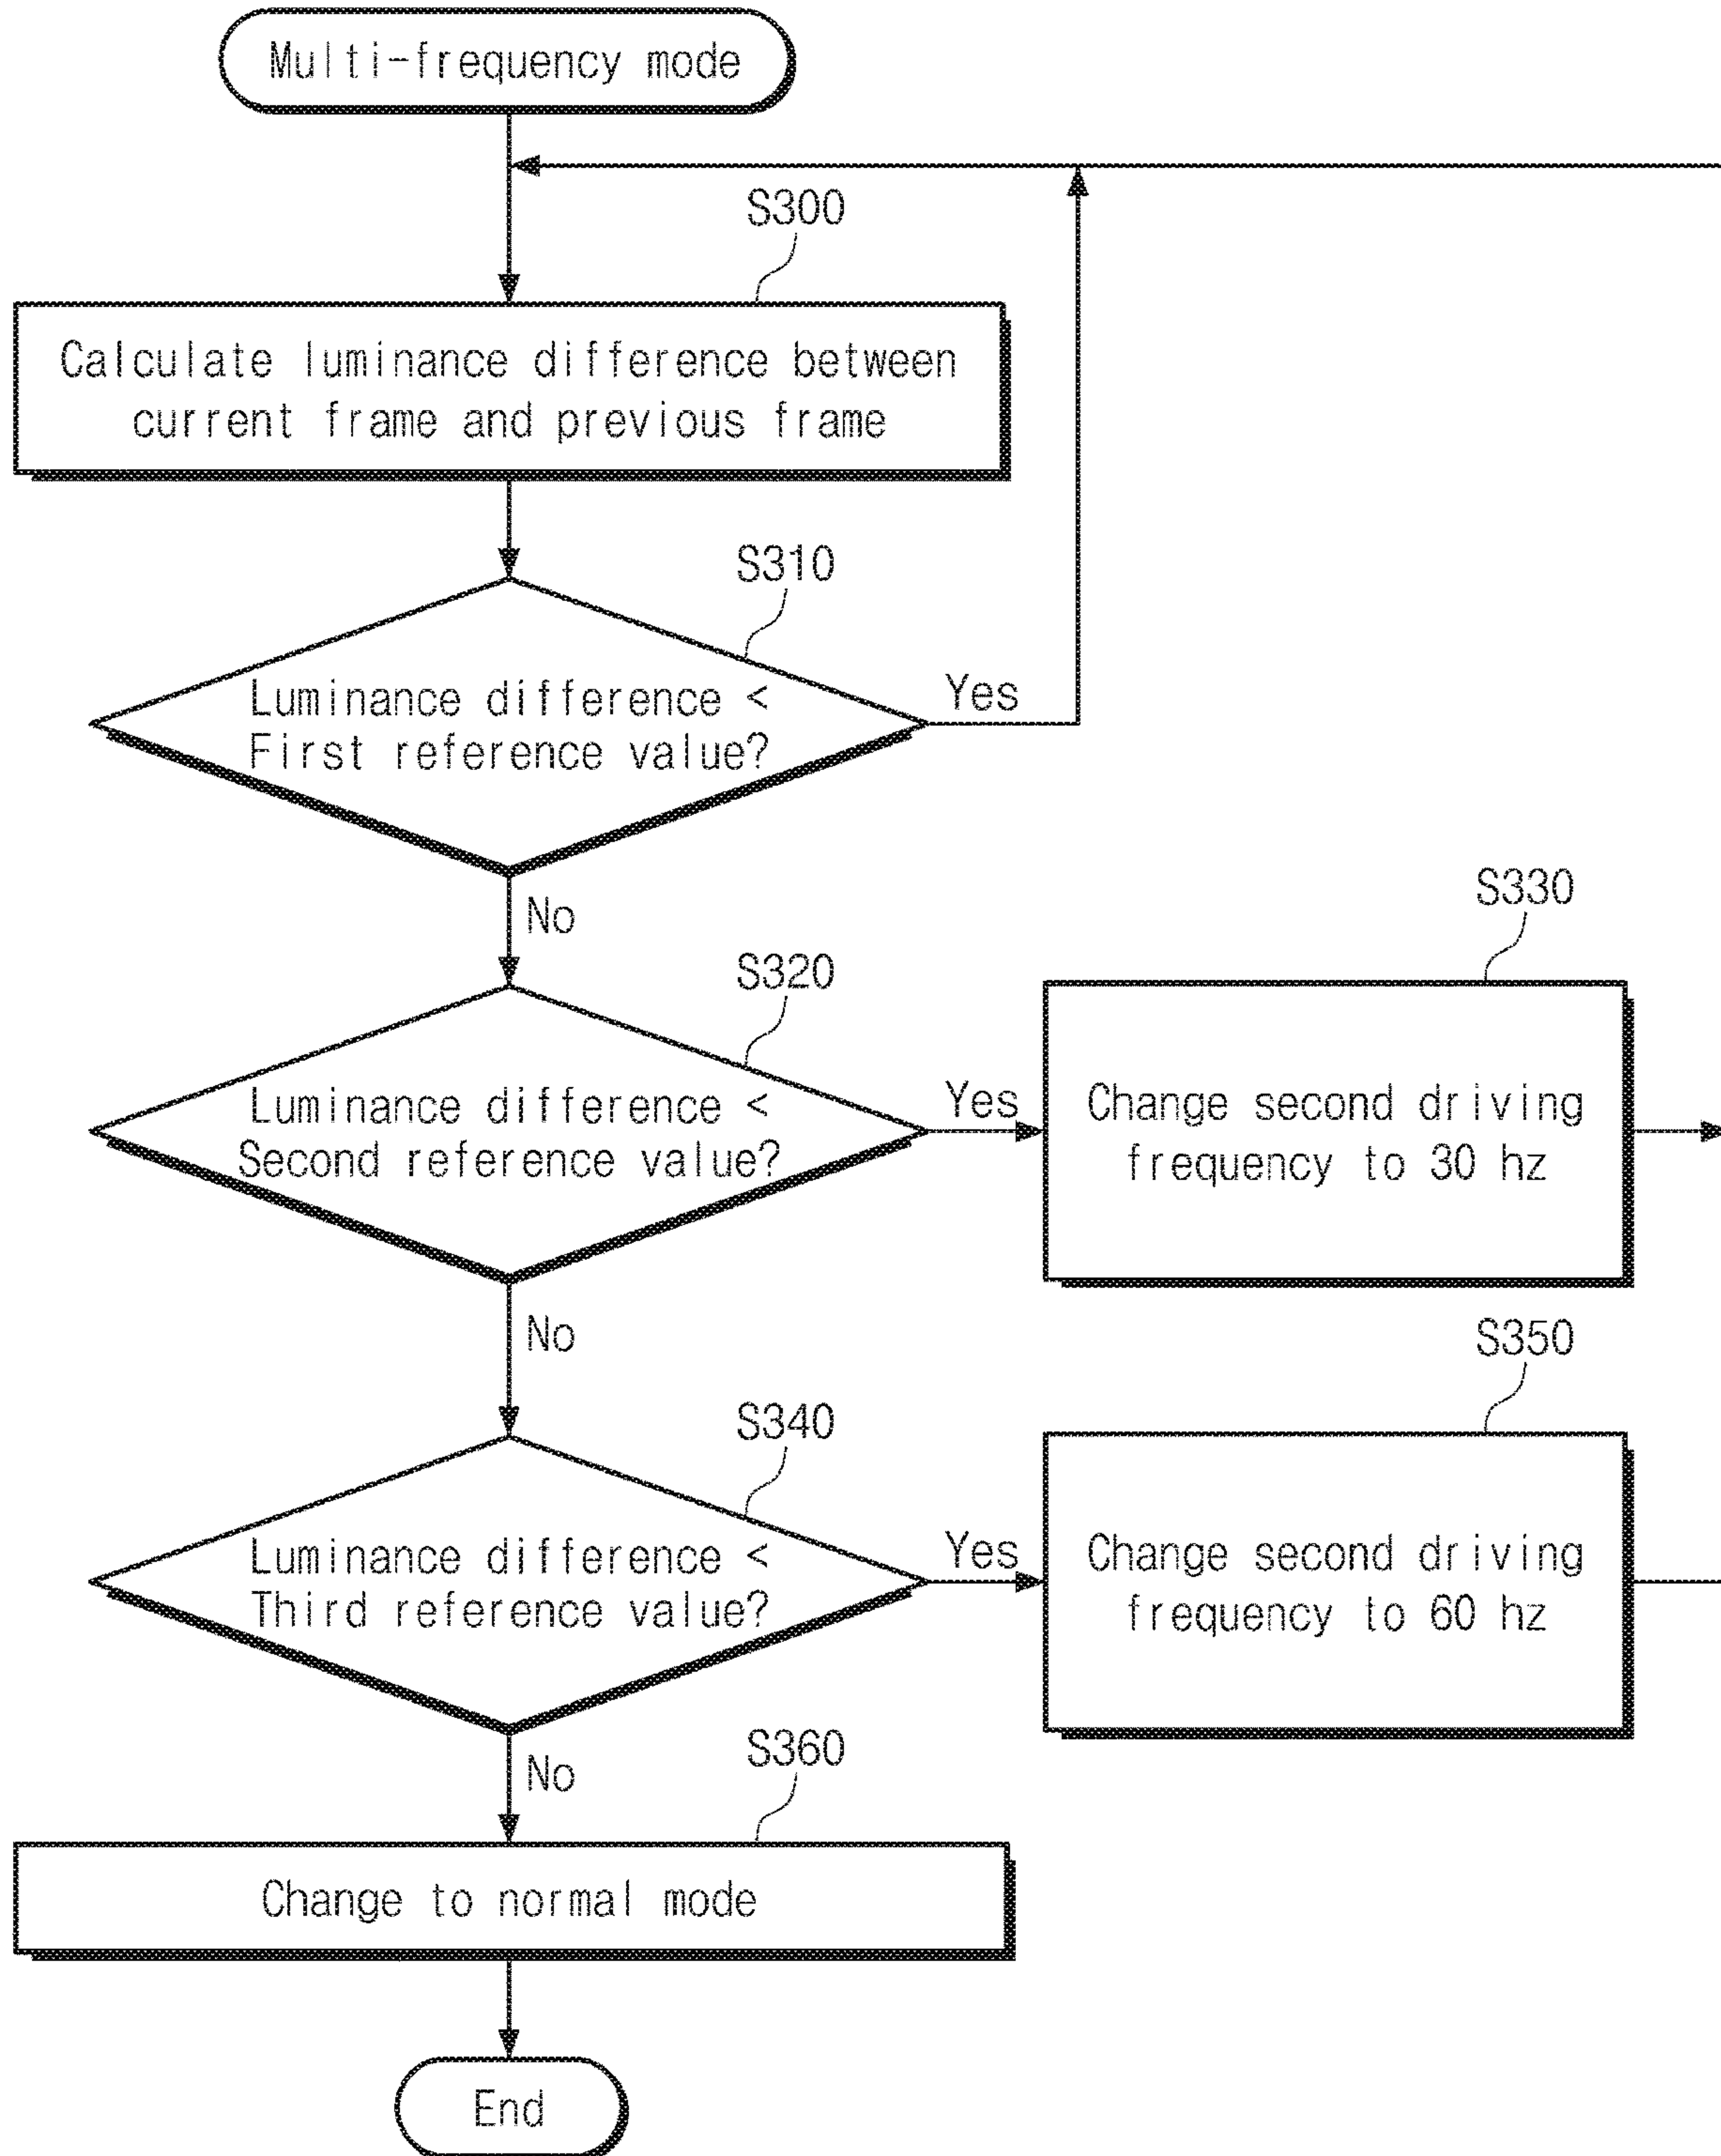 Multi-frequency mode
S300
Calculate luminance difference between
current frame and previous frame
S310
Luminance difference <
First reference value?
Yes
No
S320
Luminance difference <
Second reference value?
Yes
S330
Change second driving
frequency to 30 hz
No
S340
Luminance difference <
Third reference value?
Yes
S350
Change second driving
frequency to 60 hz
No
S360
Change to normal mode
End